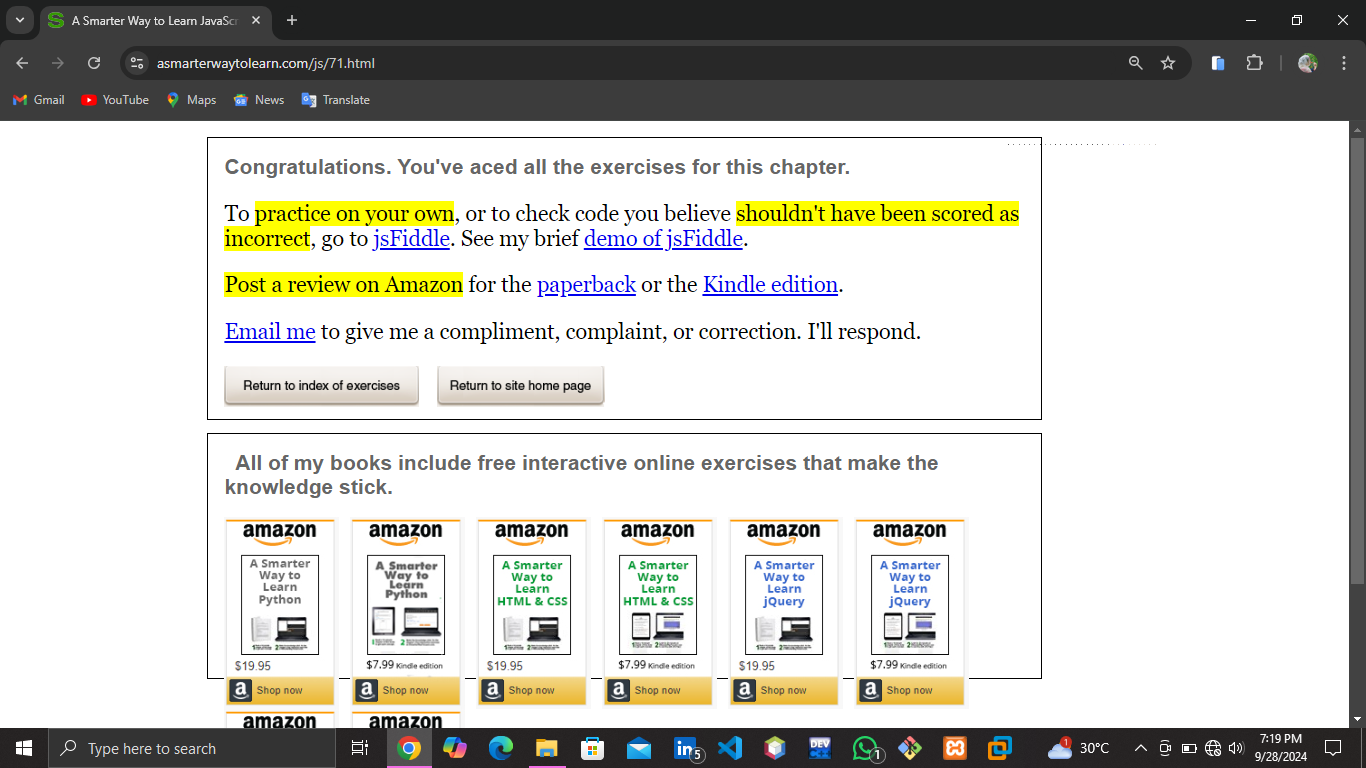 A Smarter Way to Learn JavaScr
asmarterwaytolearn.com/js/71.html
Gmail YouTube Maps News Translate
Congratulations. You've aced all the exercises for this chapter.
To practice on your own, or to check code you believe shouldn't have been scored as
incorrect, go to jsFiddle. See my brief demo of jsFiddle.
Post a review on Amazon for the paperback or the Kindle edition.
Email me to give me a compliment, complaint, or correction. I'll respond.
Return to index of exercises Return to site home page
All of my books include free interactive online exercises that make the
knowledge stick.
amazon amazon amazon amazon amazon amazon
A Smarter A Smarter A Smarter A Smarter A Smarter A Smarter
Way to Way to Way to Way to Way to Way to
Learn Learn Learn Learn Learn Learn
Python Python HTML & CSS HTML & CSS jQuery jQuery
$19.95 $7.99 Kindle edition $19.95 $7.99 Kindle edition $19.95 $7.99 Kindle edition
a Shop now a Shop now a Shop now a Shop now a Shop now a Shop now
amazon amazon
Type here to search
DEV
5
1
1
30°C
7:19 PM
9/28/2024